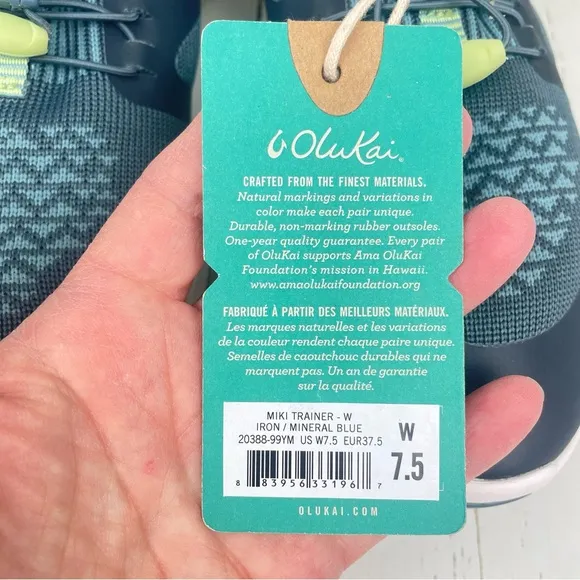 OluKai®
CRAFTED FROM THE FINEST MATERIALS.
Natural markings and variations in
color make each pair unique.
Durable, non-marking rubber outsoles.
One-year quality guarantee. Every pair
of OluKai supports Ama OluKai
Foundation's mission in Hawaii.
www.amaolukaifoundation.org
FABRIQUÉ À PARTIR DES MEILLEURS MATÉRIAUX.
Les marques naturelles et les variations
de la couleur rendent chaque paire unique.
Semelles de caoutchouc durables qui ne
marquent pas. Un an de garantie
sur la qualité.
MIKI TRAINER - W
IRON / MINERAL BLUE
20388-99YM US W7.5 EUR37.5
W
7.5
8 83956 33196 7
OLUKAI.COM